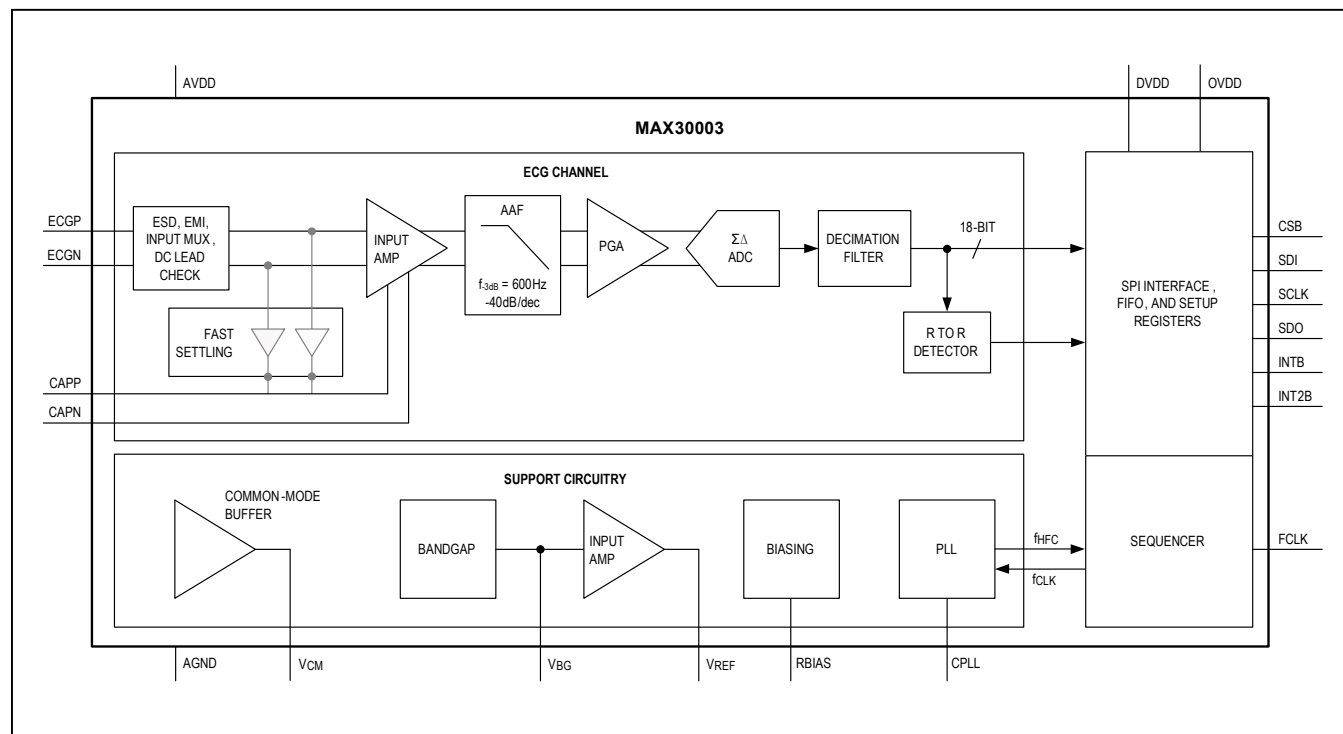 AVDD
DVDD
OVDD
MAX30003
ECG CHANNEL
ECGP
ECGN
ESD, EMI,
INPUT MUX ,
DC LEAD
CHECK
INPUT
AMP
AAF
f-3dB = 600Hz
-40dB/dec
PGA
ΣΔ
ADC
DECIMATION
FILTER
18-BIT
R TO R
DETECTOR
FAST
SETTLING
CAPP
CAPN
SPI INTERFACE ,
FIFO, AND SETUP
REGISTERS
CSB
SDI
SCLK
SDO
INTB
INT2B
SUPPORT CIRCUITRY
COMMON-MODE
BUFFER
BANDGAP
INPUT
AMP
BIASING
PLL
fHFC
fCLK
SEQUENCER
FCLK
AGND
VCM
VBG
VREF
RBIAS
CPLL